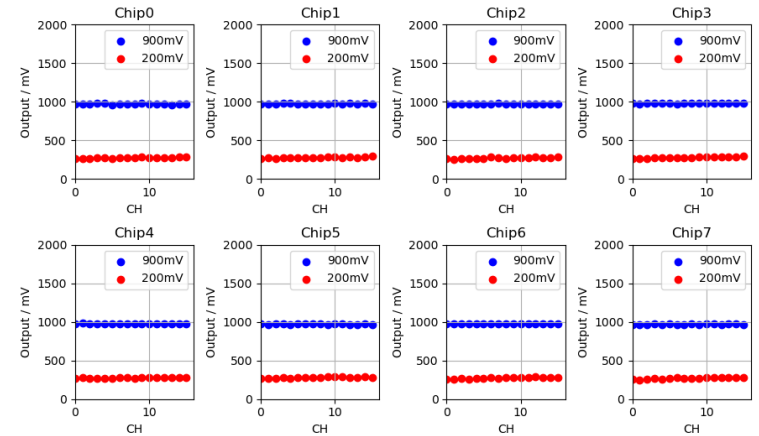 Chip0
Output / mV
2000
1500
1000
500
0
900mV
200mV
0
10
CH
Chip1
Output / mV
2000
1500
1000
500
0
900mV
200mV
0
10
CH
Chip2
Output / mV
2000
1500
1000
500
0
900mV
200mV
0
10
CH
Chip3
Output / mV
2000
1500
1000
500
0
900mV
200mV
0
10
CH
Chip4
Output / mV
2000
1500
1000
500
0
900mV
200mV
0
10
CH
Chip5
Output / mV
2000
1500
1000
500
0
900mV
200mV
0
10
CH
Chip6
Output / mV
2000
1500
1000
500
0
900mV
200mV
0
10
CH
Chip7
Output / mV
2000
1500
1000
500
0
900mV
200mV
0
10
CH